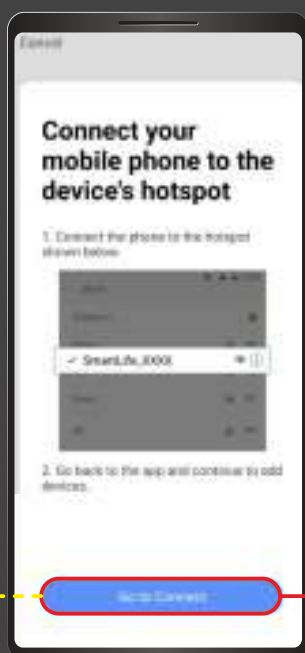 Cancel
Connect your
mobile phone to the
device's hotspot
1. Connect the phone to the hotspot
shown below.
✓ SmartLife_XXXX
2. Go back to the app and continue to add
devices.
Go to Connect